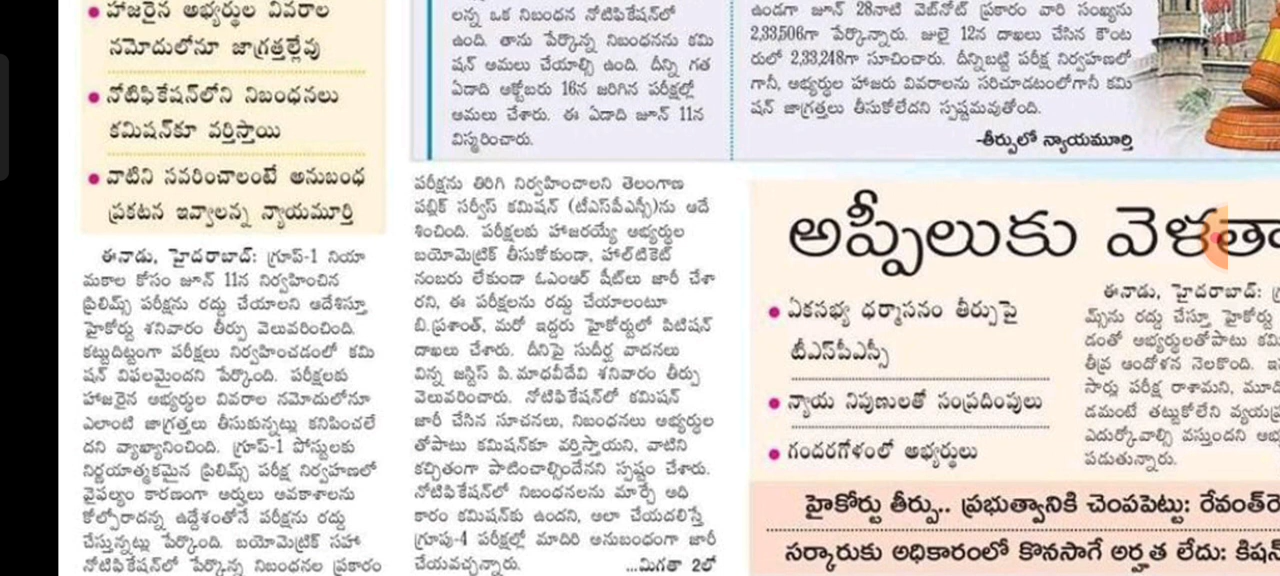 హాజరైన అభ్యర్థుల వివరాల
నమోదులోనూ జాగ్రత్తల్లేవు
నోటిఫికేషన్‌లోని నిబంధనలు
కమిషన్‌కూ వర్తిస్తాయి
వాటిని సవరించాలంటే అనుబంధ
ప్రకటన ఇవ్వాలన్న న్యాయమూర్తి
ఈనాడు, హైదరాబాద్: గ్రూప్-1 నియా
మకాల కోసం జూన్ 11న నిర్వహించిన
ప్రిలిమ్స్ పరీక్షను రద్దు చేయాలని ఆదేశిస్తూ
హైకోర్టు శనివారం తీర్పు వెలువరించింది.
కట్టుదిట్టంగా పరీక్షలు నిర్వహించడంలో కమి
షన్ విఫలమైందని పేర్కొంది. పరీక్షలకు
హాజరైన అభ్యర్థుల వివరాల నమోదులోనూ
ఎలాంటి జాగ్రత్తలు తీసుకున్నట్లు కనిపించలే
దని వ్యాఖ్యానించింది. గ్రూప్-1 పోస్టులకు
నిర్ణయాత్మకమైన ప్రిలిమ్స్ పరీక్ష నిర్వహణలో
వైఫల్యం కారణంగా అర్హులు అవకాశాలను
కోల్పోరాదన్న ఉద్దేశంతోనే పరీక్షను రద్దు
చేస్తున్నట్లు పేర్కొంది. బయోమెట్రిక్ సహా
నోటిఫికేషన్‌లో పేర్కొన్న నిబంధనల ప్రకారం
లన్న ఒక నిబంధన నోటిఫికేషన్‌లో
ఉంది. తాను పేర్కొన్న నిబంధనను కమి
షన్ అమలు చేయాల్సి ఉంది. దీన్ని గత
ఏడాది అక్టోబరు 16న జరిగిన పరీక్షల్లో
అమలు చేశారు. ఈ ఏడాది జూన్ 11న
విస్మరించారు.
ఉండగా జూన్ 28నాటి వెబ్‌నోట్ ప్రకారం వారి సంఖ్యను
2,33,506గా పేర్కొన్నారు. జులై 12న దాఖలు చేసిన కౌంట
రులో 2,33,248గా సూచించారు. దీన్నిబట్టి పరీక్ష నిర్వహణలో
గానీ, అభ్యర్థుల హాజరు వివరాలను సరిచూడటంలోగానీ కమి
షన్ జాగ్రత్తలు తీసుకోలేదని స్పష్టమవుతోంది.
-తీర్పులో న్యాయమూర్తి
పరీక్షను తిరిగి నిర్వహించాలని తెలంగాణ
పబ్లిక్ సర్వీస్ కమిషన్ (టీఎస్‌పీఎస్సీ)ను ఆదే
శించింది. పరీక్షలకు హాజరయ్యే అభ్యర్థుల
బయోమెట్రిక్ తీసుకోకుండా, హాల్‌టికెట్
నంబరు లేకుండా ఓఎంఆర్ షీట్‌లు జారీ చేశా
రని, ఈ పరీక్షలను రద్దు చేయాలంటూ
బి.ప్రశాంత్, మరో ఇద్దరు హైకోర్టులో పిటిషన్
దాఖలు చేశారు. దీనిపై సుదీర్ఘ వాదనలు
విన్న జస్టిస్ పి.మాధవీదేవి శనివారం తీర్పు
వెలువరించారు. నోటిఫికేషన్‌లో కమిషన్
జారీ చేసిన సూచనలు, నిబంధనలు అభ్యర్థుల
తోపాటు కమిషన్‌కూ వర్తిస్తాయని, వాటిని
కచ్చితంగా పాటించాల్సిందేనని స్పష్టం చేశారు.
నోటిఫికేషన్‌లో నిబంధనలను మార్చే అధి
కారం కమిషన్‌కు ఉందని, అలా చేయదలిస్తే
గ్రూపు-4 పరీక్షల్లో మాదిరి అనుబంధంగా జారీ
చేయవచ్చన్నారు. ...మిగతా 2లో
అప్పీలుకు
ఏకసభ్య ధర్మాసనం తీర్పుపై
టీఎస్‌పీఎస్సీ
న్యాయ నిపుణులతో సంప్రదింపులు
గందరగోళంలో అభ్యర్థులు
ఈనాడు, హైదరాబాద్:
మ్స్‌ను రద్దు చేస్తూ హైకోర్టు
డంతో అభ్యర్థులతోపాటు కమి
తీవ్ర ఆందోళన నెలకొంది.
సార్లు పరీక్ష రాశామని,
డమంటే తట్టుకోలేని
ఎదుర్కోవాల్సి వస్తుందని
పడుతున్నారు.
హైకోర్టు తీర్పు.. ప్రభుత్వానికి చెంపపెట్టు:
సర్కారుకు అధికారంలో కొనసాగే అర్హత లేదు: